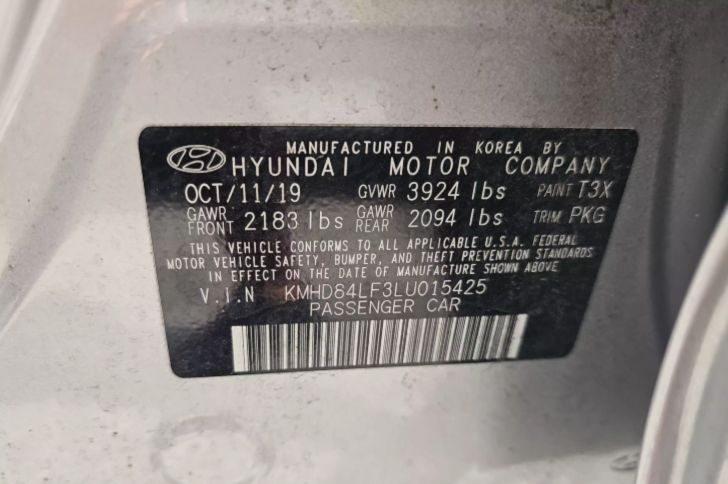 MANUFACTURED IN KOREA BY
HYUNDAI MOTOR COMPANY
OCT/11/19 GVWR 3924 lbs PAINT T3X
GAWR FRONT 2183 lbs GAWR REAR 2094 lbs TRIM PKG
THIS VEHICLE CONFORMS TO ALL APPLICABLE U.S.A. FEDERAL
MOTOR VEHICLE SAFETY, BUMPER, AND THEFT PREVENTION STANDARDS
IN EFFECT ON THE DATE OF MANUFACTURE SHOWN ABOVE
V.I.N KMHD84LF3LU015425
PASSENGER CAR